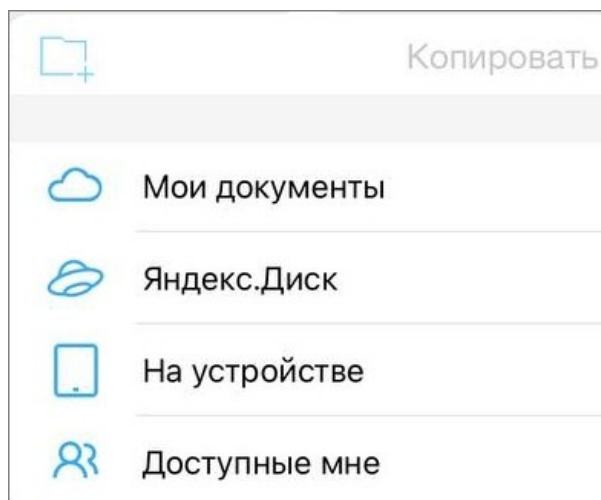 Копировать
Мои документы
Яндекс.Диск
На устройстве
Доступные мне